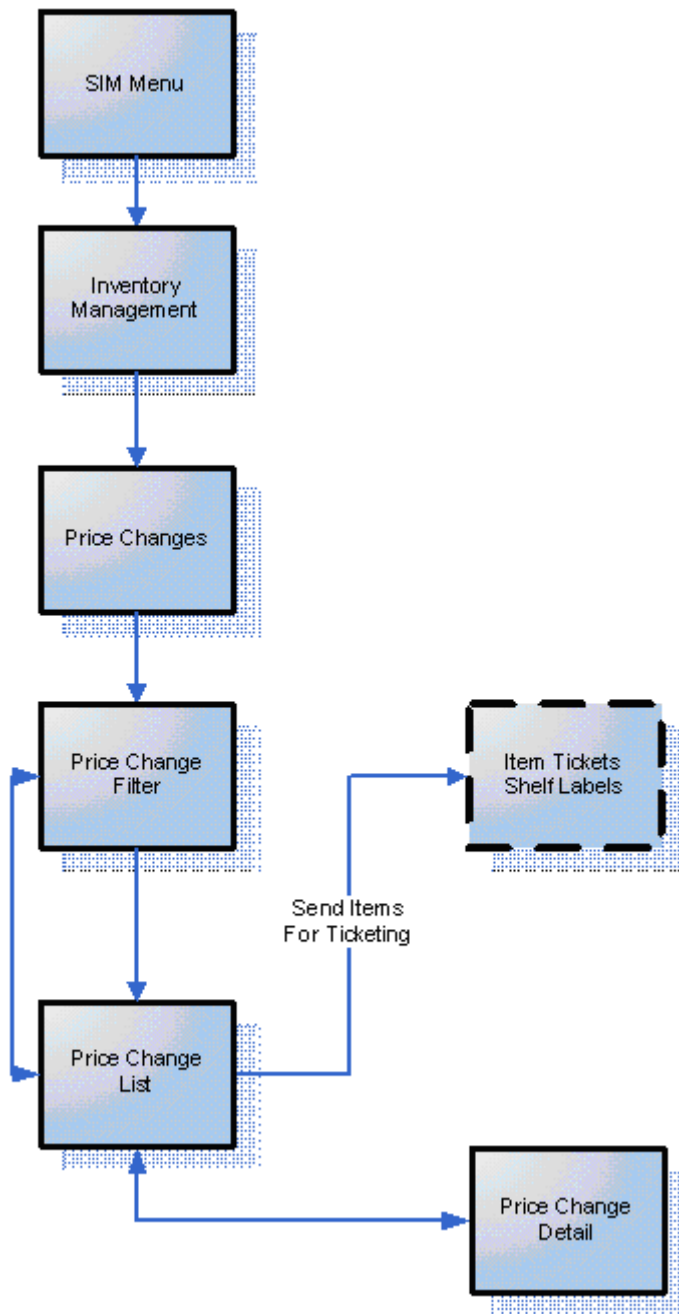 SIM Menu
Inventory
Management
Price Changes
Price Change
Filter
Item Tickets
Shelf Labels
Send Items
For Ticketing
Price Change
List
Price Change
Detail